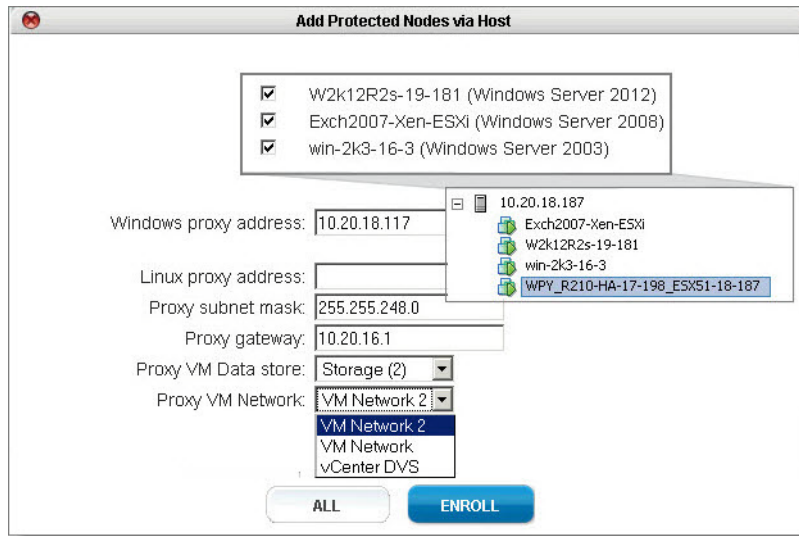 Add Protected Nodes via Host
W2k12R2s-19-181 (Windows Server 2012)
Exch2007-Xen-ESXi (Windows Server 2008)
win-2k3-16-3 (Windows Server 2003)
10.20.18.187
Exch2007-Xen-ESXi
W2k12R2s-19-181
win-2k3-16-3
WPY_R210-HA-17-198_ESX51-18-187
Windows proxy address: 10.20.18.117
Linux proxy address:
Proxy subnet mask: 255.255.248.0
Proxy gateway: 10.20.16.1
Proxy VM Data store: Storage (2)
Proxy VM Network: VM Network 2
VM Network 2
VM Network
vCenter DVS
ALL
ENROLL